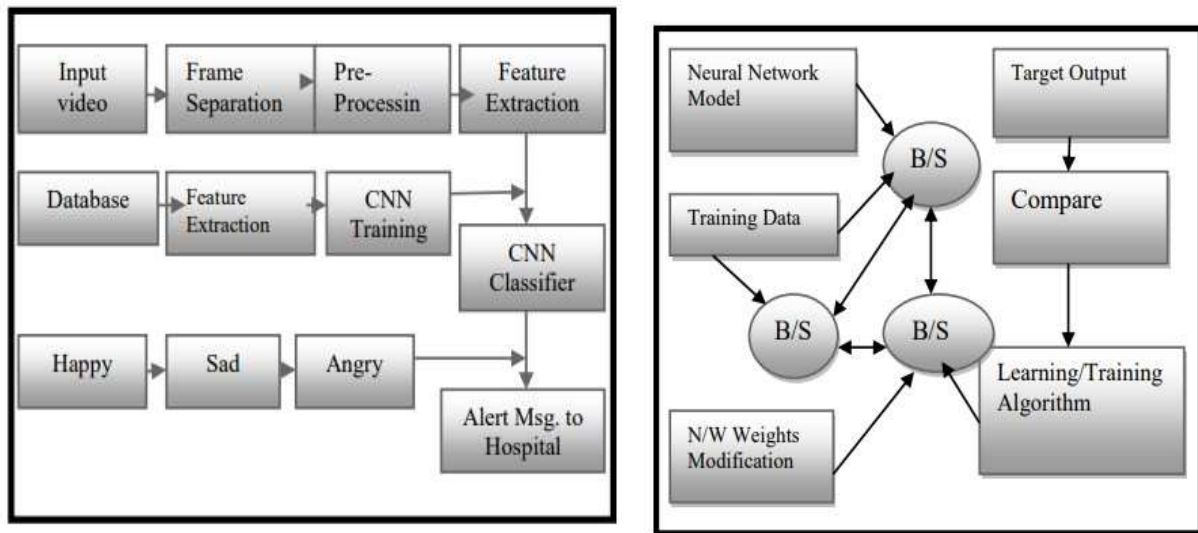 Input
video
Frame
Separation
Pre-
Processin
Feature
Extraction
Database
Feature
Extraction
CNN
Training
CNN
Classifier
Happy
Sad
Angry
Alert Msg. to
Hospital
Neural Network
Model
Target Output
B/S
Training Data
Compare
B/S
B/S
N/W Weights
Modification
Learning/Training
Algorithm